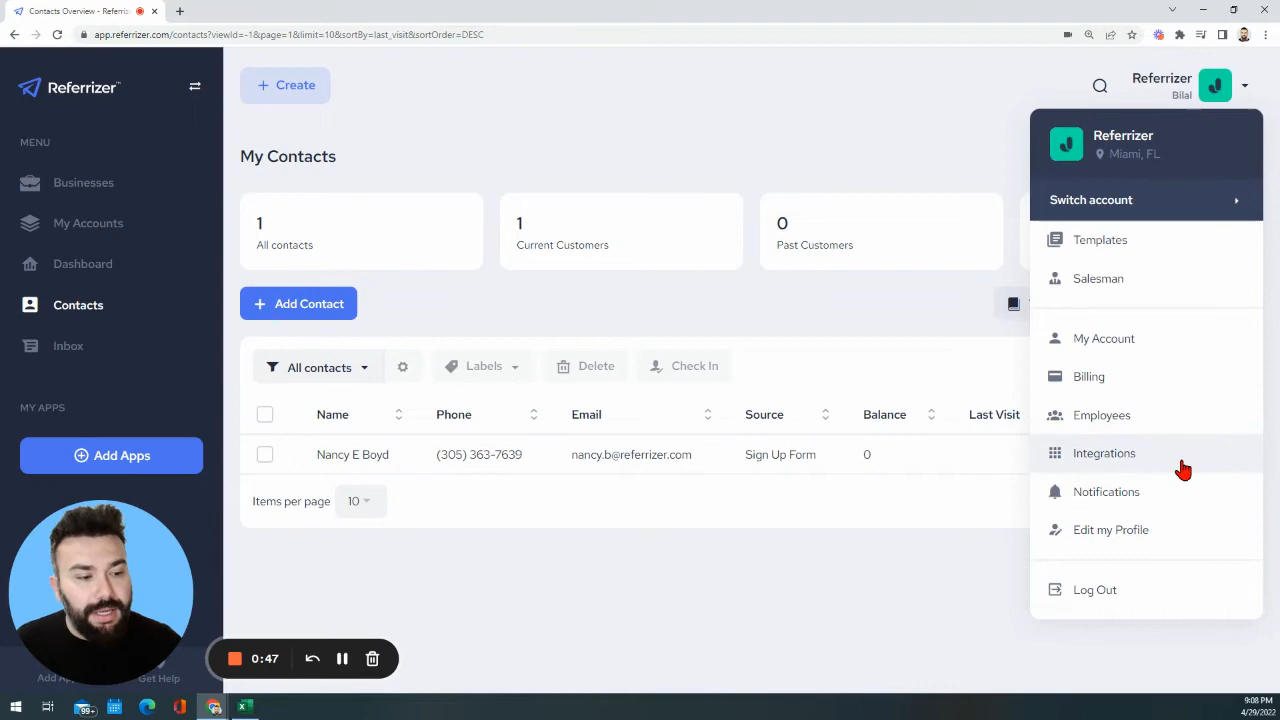 Contacts Overview - Referriz
app.referrizer.com/contacts?viewId=-1&page=1&limit=10&sortBy=last_visit&sortOrder=DESC
Referrizer™
Create
Referrizer
Bilal
MENU
Businesses
My Accounts
Dashboard
Contacts
Inbox
MY APPS
Add Apps
Get Help
My Contacts
1
All contacts
1
Current Customers
0
Past Customers
Add Contact
All contacts
Labels
Delete
Check In
Name
Phone
Email
Source
Balance
Last Visit
Nancy E Boyd
(305) 363-7639
nancy.b@referrizer.com
Sign Up Form
0
Items per page
10
Referrizer
Miami, FL
Switch account
Templates
Salesman
My Account
Billing
Employees
Integrations
Notifications
Edit my Profile
Log Out
0:47
99+
9:08 PM
4/29/2022